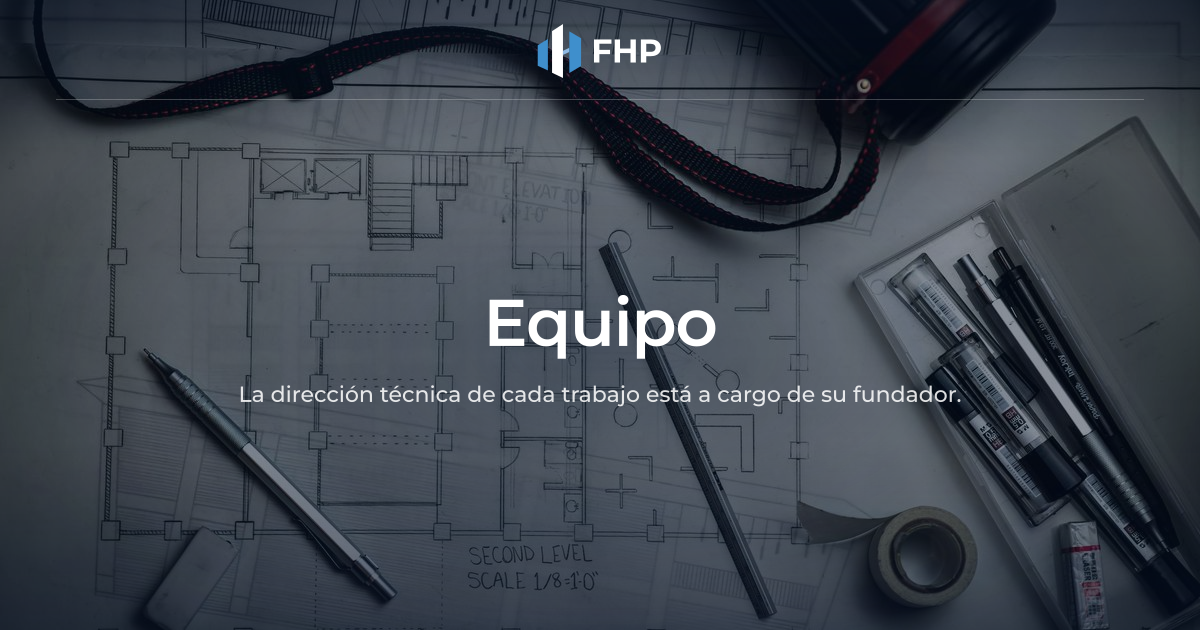 FHP
Equipo
La dirección técnica de cada trabajo está a cargo de su fundador.
SECOND LEVEL
SCALE 1/8=1'-0"